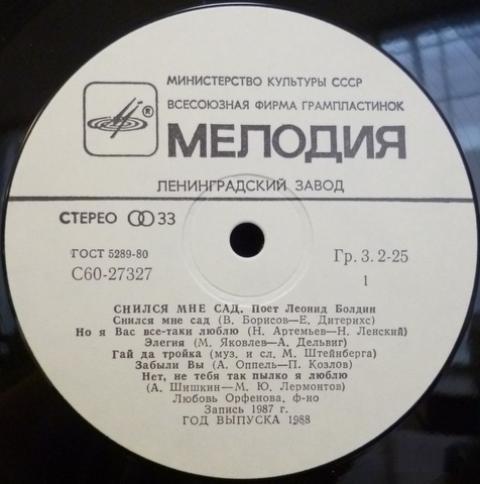 МИНИСТЕРСТВО КУЛЬТУРЫ СССР
ВСЕСОЮЗНАЯ ФИРМА ГРАМПЛАСТИНОК
®
МЕЛОДИЯ
ЛЕНИНГРАДСКИЙ ЗАВОД
СТЕРЕО 33
ГОСТ 5289-80
Гр. 3. 2-25
С60-27327
1
СНИЛСЯ МНЕ САД. Поет Леонид Болдин
Снился мне сад (В. Борисов—Е. Дитерихс)
Но я Вас все-таки люблю (Н. Артемьев—Н. Ленский)
Элегия (М. Яковлев—А. Дельвиг)
Гай да тройка (муз. и сл. М. Штейнберга)
Забыли Вы (А. Оппель—П. Козлов)
Нет, не тебя так пылко я люблю
(А. Шишкин—М. Ю. Лермонтов)
Любовь Орфенова, ф-но
Запись 1987 г.
ГОД ВЫПУСКА 1988